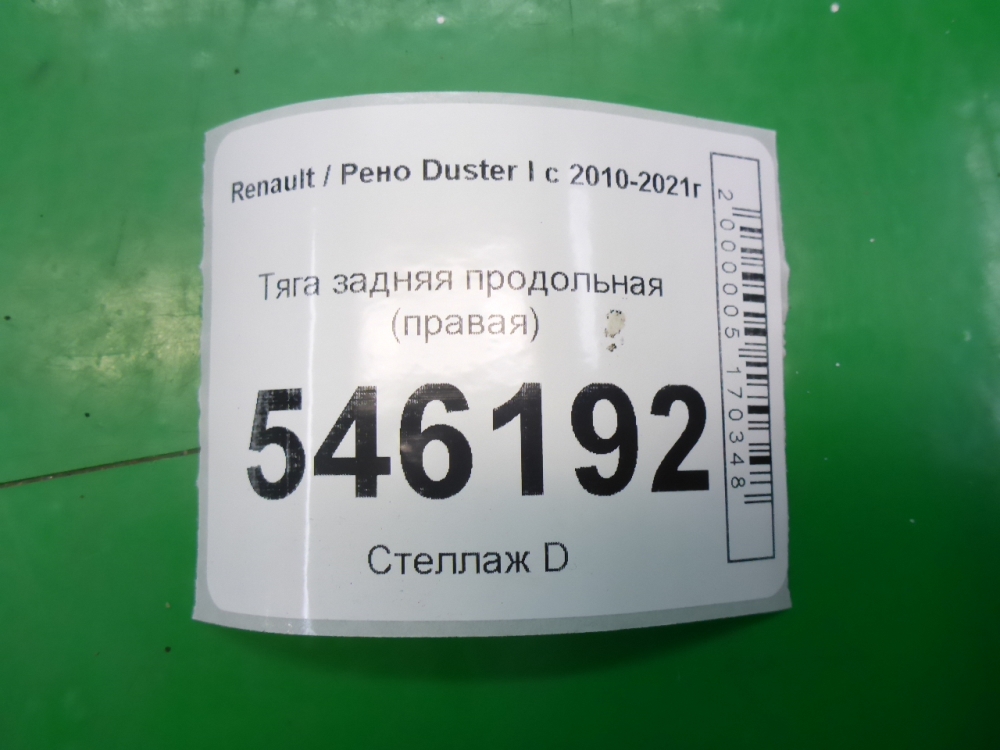 Renault / Рено Duster I с 2010-2021г
Тяга задняя продольная
(правая)
546192
Стеллаж D
2000005170348